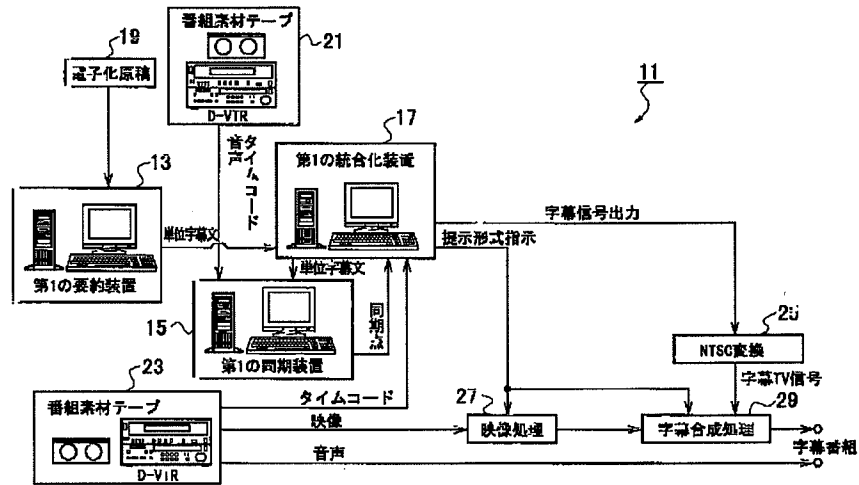 番組素材テープ
21
D-VTR
19
電子化原稿
11
17
第1の統合化装置
13
第1の要約装置
音声
タイムコード
単位字幕文
字幕信号出力
提示形式指示
単位字幕文
同期点
15
第1の同期装置
25
NTSC変換
字幕TV信号
23
番組素材テープ
D-VTR
タイムコード
映像
音声
27
映像処理
29
字幕合成処理
字幕番組